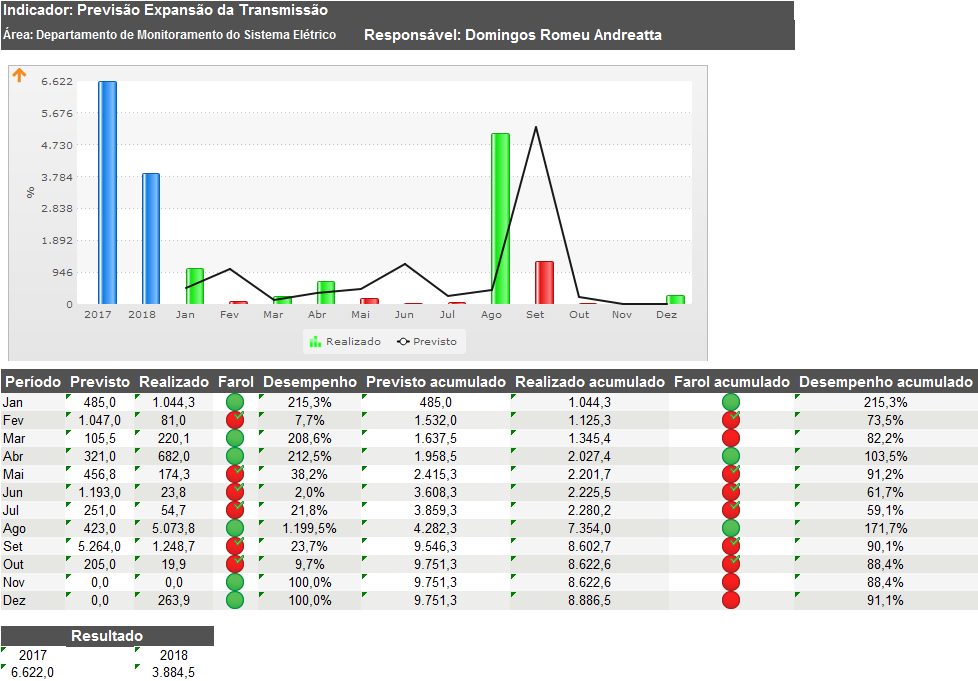 Indicador: Previsão Expansão da Transmissão
Área: Departamento de Monitoramento do Sistema Elétrico Responsável: Domingos Romeu Andreatta
6.622
5.676
4.730
3.784
2.838
1.892
946
0
%
2017 2018 Jan Fev Mar Abr Mai Jun Jul Ago Set Out Nov Dez
Realizado Previsto
Período Previsto Realizado Farol Desempenho Previsto acumulado Realizado acumulado Farol acumulado Desempenho acumulado
Jan 485,0 1.044,3 215,3% 485,0 1.044,3 215,3%
Fev 1.047,0 81,0 7,7% 1.532,0 1.125,3 73,5%
Mar 105,5 220,1 208,6% 1.637,5 1.345,4 82,2%
Abr 321,0 682,0 212,5% 1.958,5 2.027,4 103,5%
Mai 456,8 174,3 38,2% 2.415,3 2.201,7 91,2%
Jun 1.193,0 23,8 2,0% 3.608,3 2.225,5 61,7%
Jul 251,0 54,7 21,8% 3.859,3 2.280,2 59,1%
Ago 423,0 5.073,8 1.199,5% 4.282,3 7.354,0 171,7%
Set 5.264,0 1.248,7 23,7% 9.546,3 8.602,7 90,1%
Out 205,0 19,9 9,7% 9.751,3 8.622,6 88,4%
Nov 0,0 0,0 100,0% 9.751,3 8.622,6 88,4%
Dez 0,0 263,9 100,0% 9.751,3 8.886,5 91,1%
Resultado
2017 2018
6.622,0 3.884,5